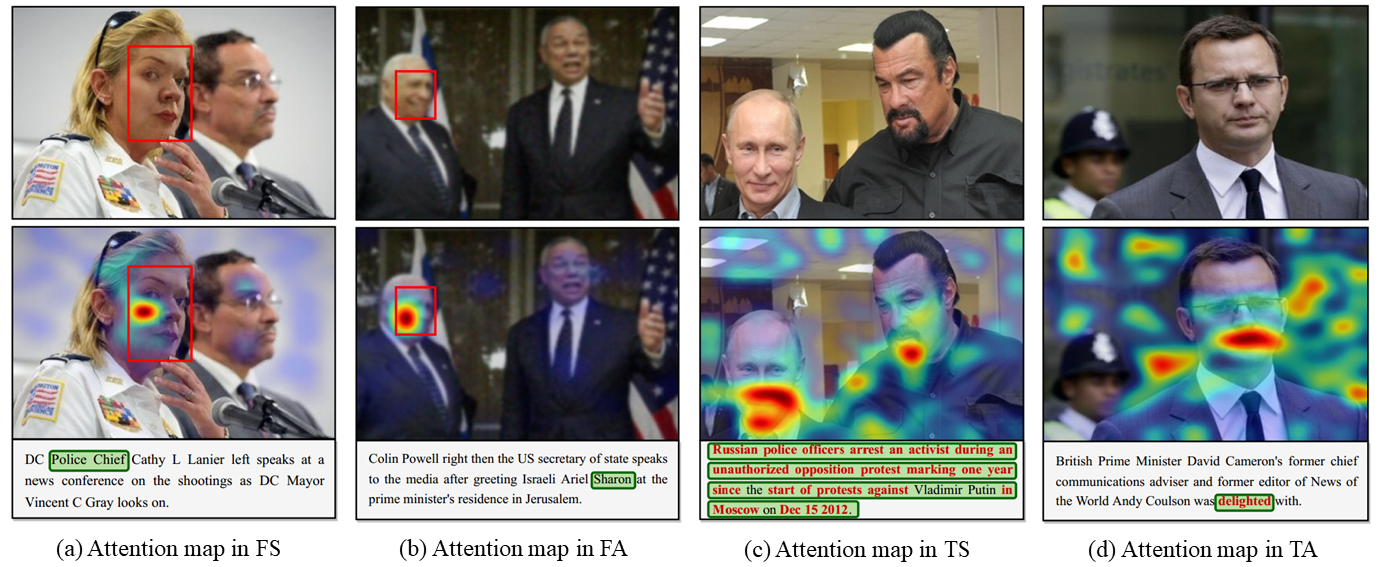 DC Police Chief Cathy L Lanier left speaks at a
news conference on the shootings as DC Mayor
Vincent C Gray looks on.
Colin Powell right then the US secretary of state speaks
to the media after greeting Israeli Ariel Sharon at the
prime minister's residence in Jerusalem.
Russian police officers arrest an activist during an
unauthorized opposition protest marking one year
since the start of protests against Vladimir Putin in
Moscow on Dec 15 2012.
British Prime Minister David Cameron's former chief
communications adviser and former editor of News of
the World Andy Coulson was delighted with.
(a) Attention map in FS
(b) Attention map in FA
(c) Attention map in TS
(d) Attention map in TA